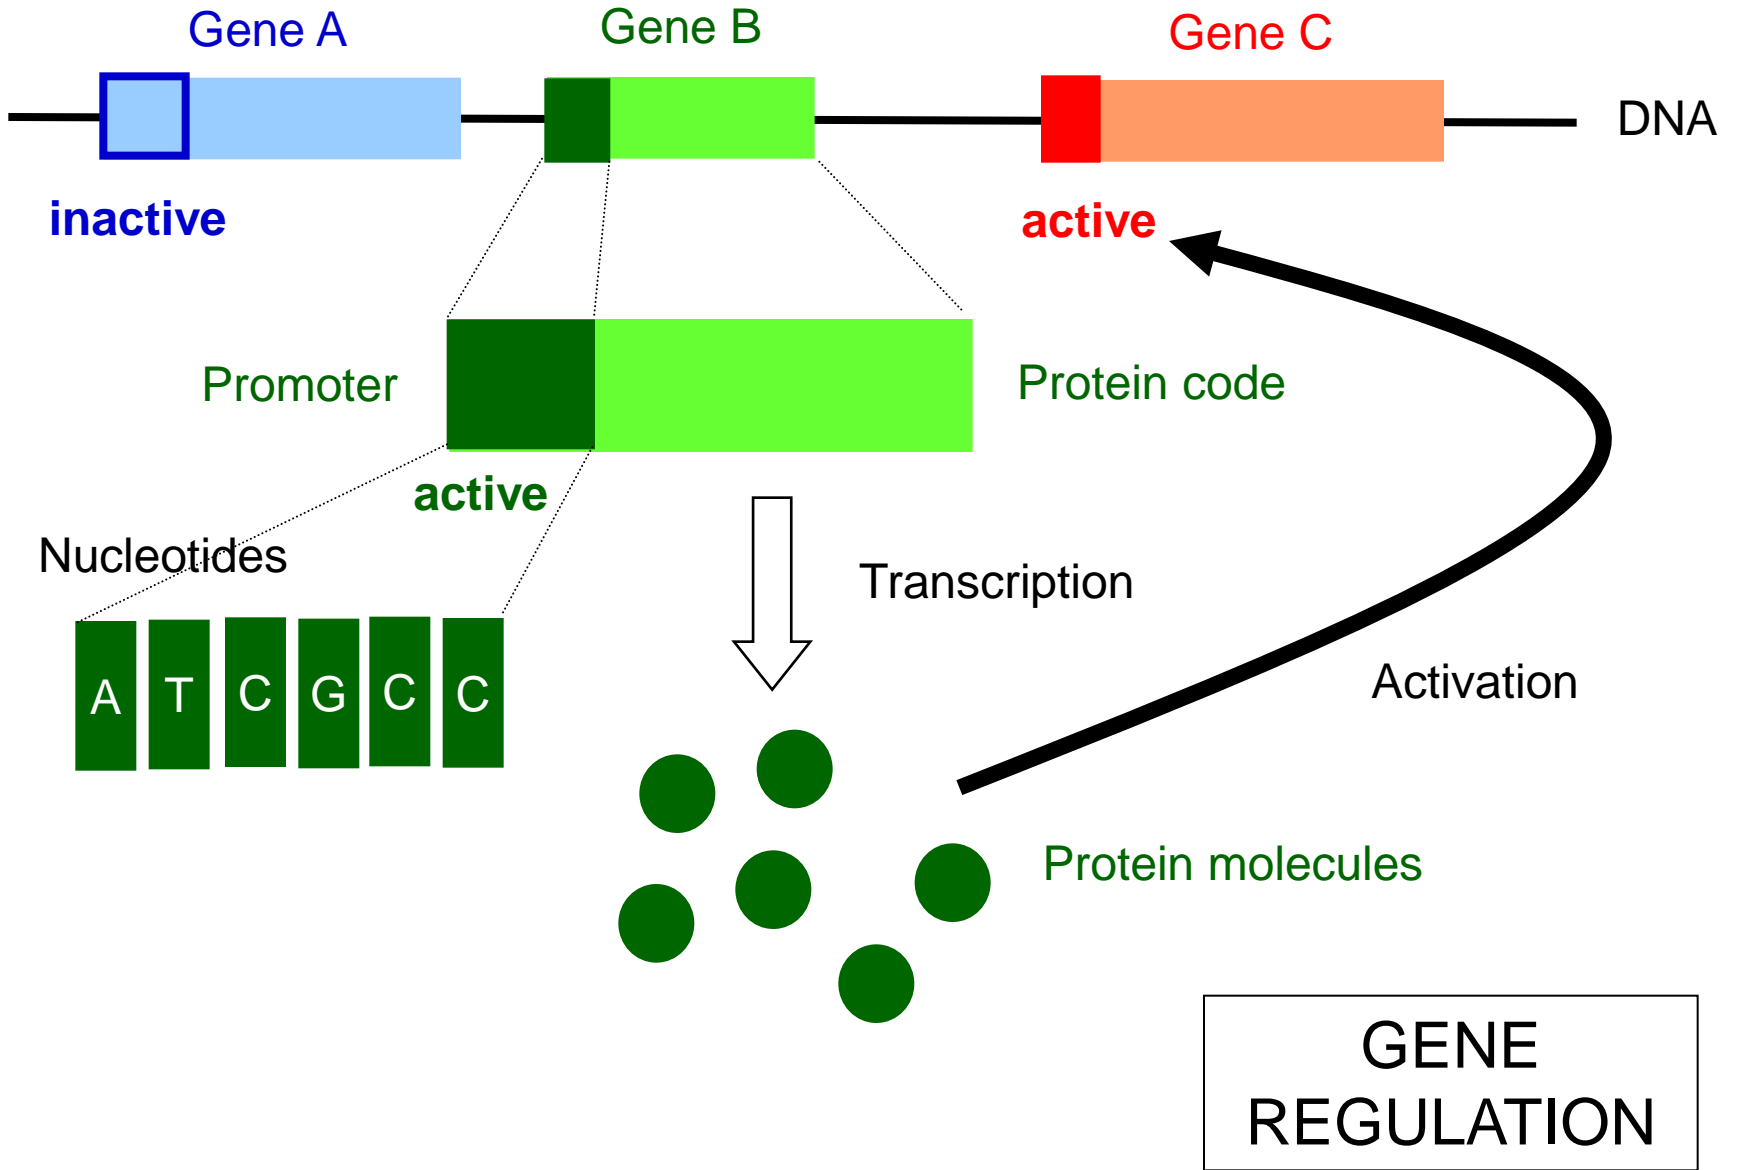 Gene A
Gene B
Gene C
DNA
inactive
active
Promoter
Protein code
active
Nucleotides
Transcription
A T C G C C
Activation
Protein molecules
GENE
REGULATION